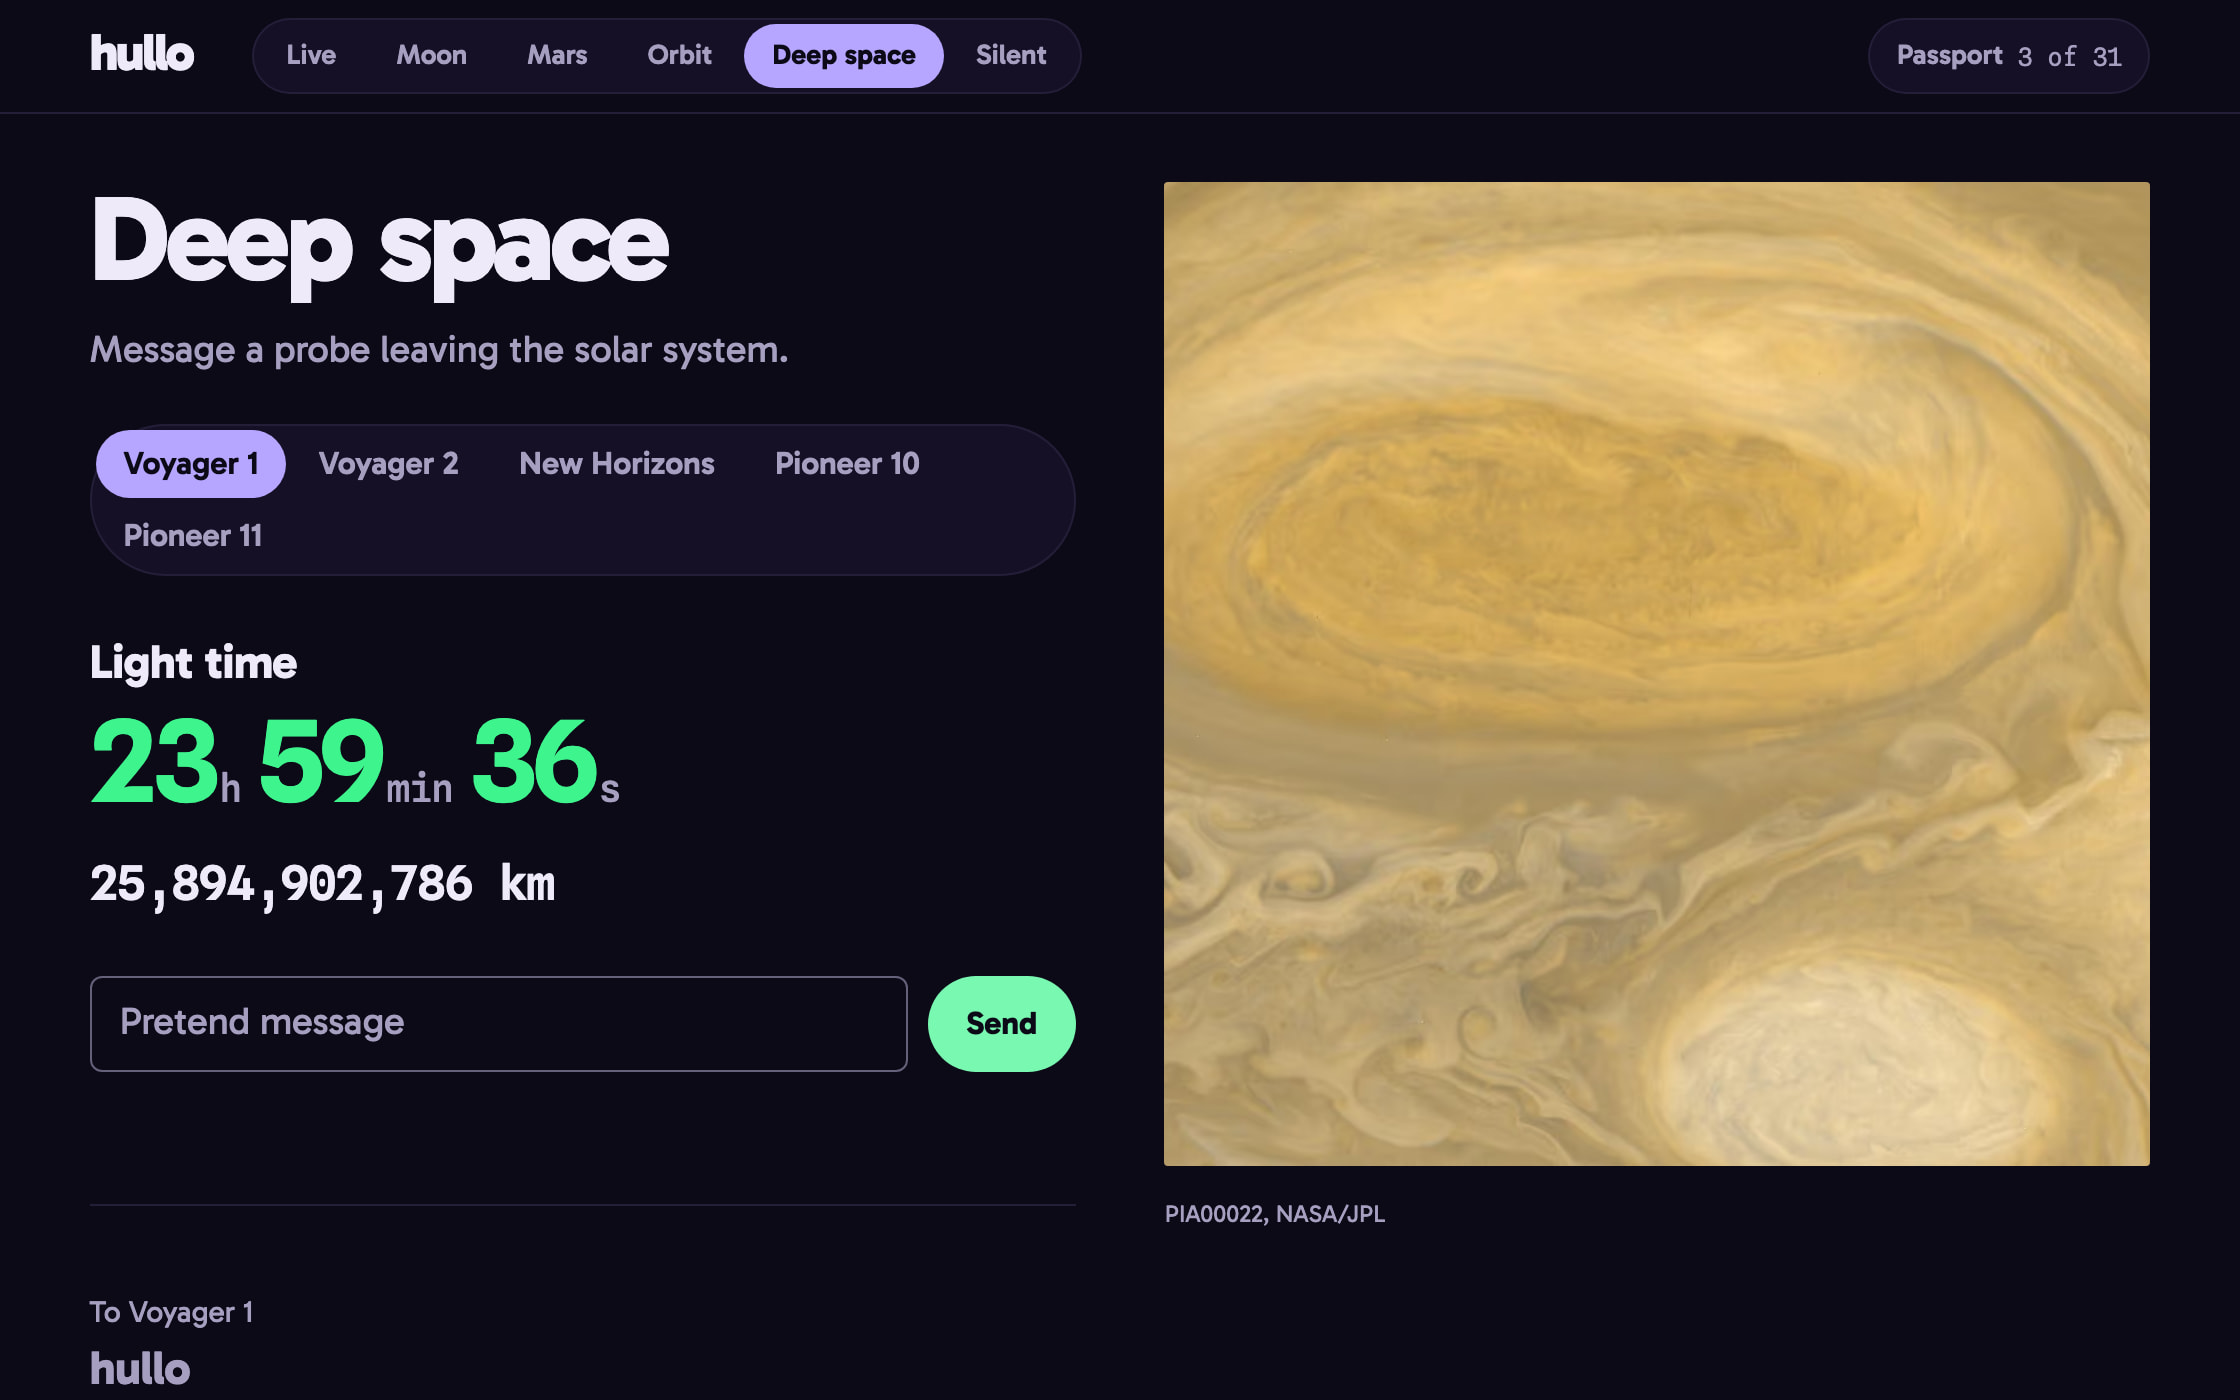 hullo
Live Moon Mars Orbit Deep space Silent
Passport 3 of 31
Deep space
Message a probe leaving the solar system.
Voyager 1 Voyager 2 New Horizons Pioneer 10
Pioneer 11
Light time
23h 59min 36s
25,894,902,786 km
Pretend message
Send
PIA00022, NASA/JPL
To Voyager 1
hullo